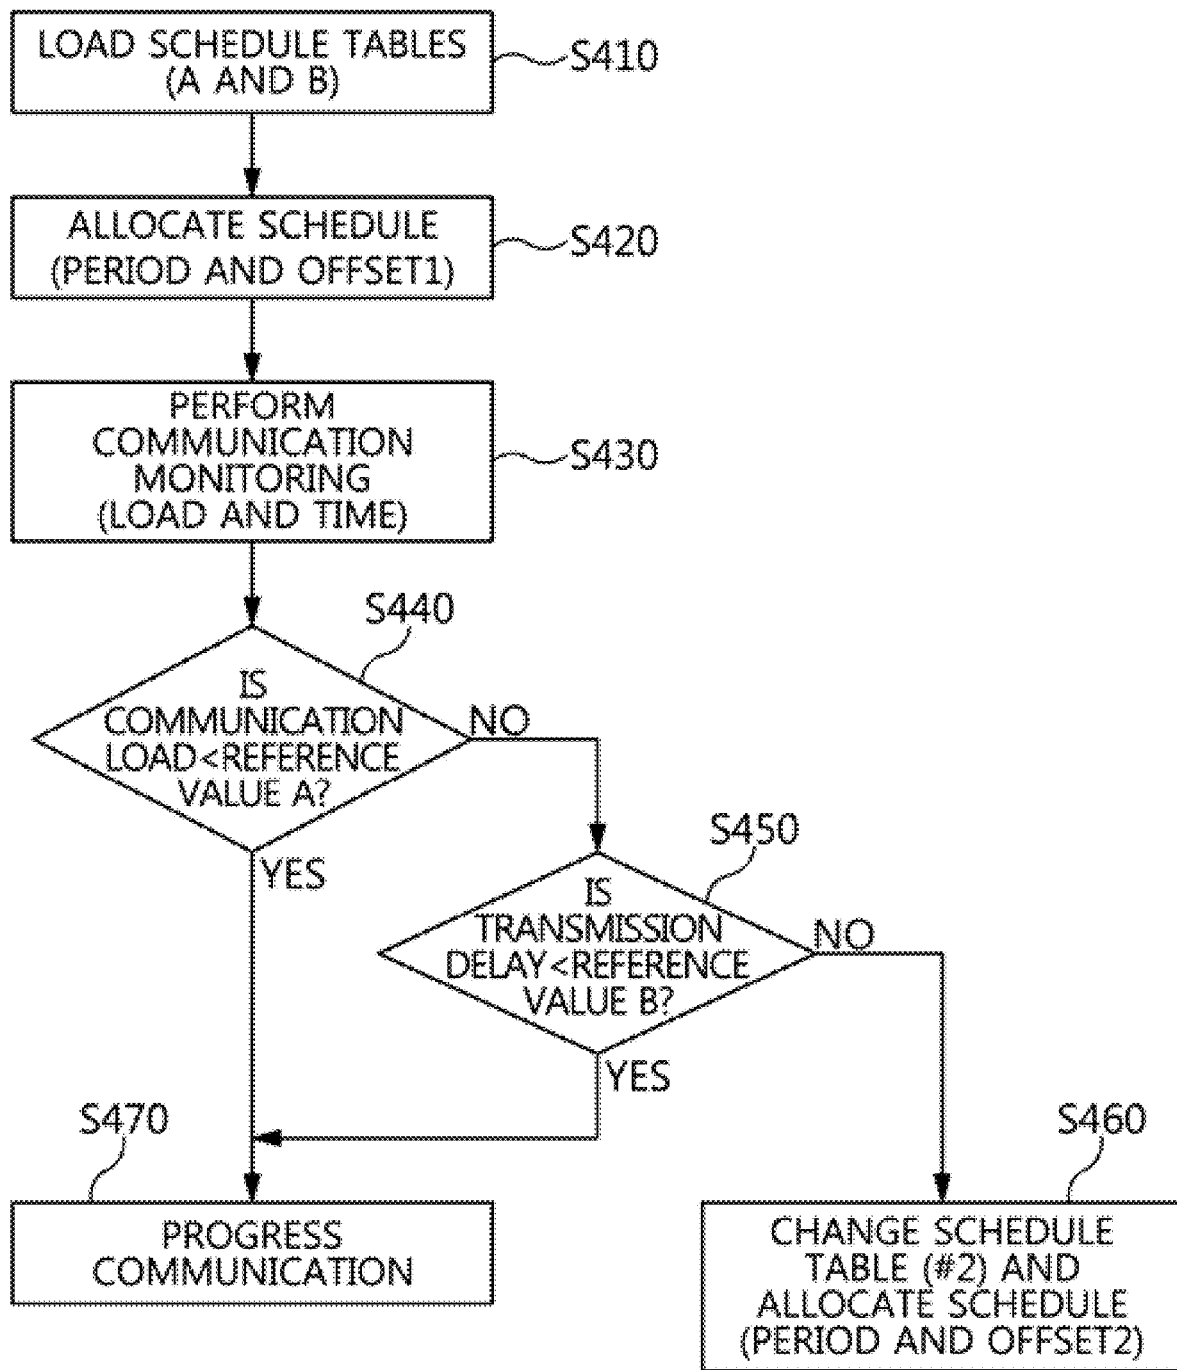 LOAD SCHEDULE TABLES
(A AND B)
S410
ALLOCATE SCHEDULE
(PERIOD AND OFFSET1)
S420
PERFORM
COMMUNICATION
MONITORING
(LOAD AND TIME)
S430
S440
IS
COMMUNICATION
LOAD<REFERENCE
VALUE A?
NO
YES
S450
IS
TRANSMISSION
DELAY<REFERENCE
VALUE B?
NO
YES
S470
PROGRESS
COMMUNICATION
S460
CHANGE SCHEDULE
TABLE (#2) AND
ALLOCATE SCHEDULE
(PERIOD AND OFFSET2)